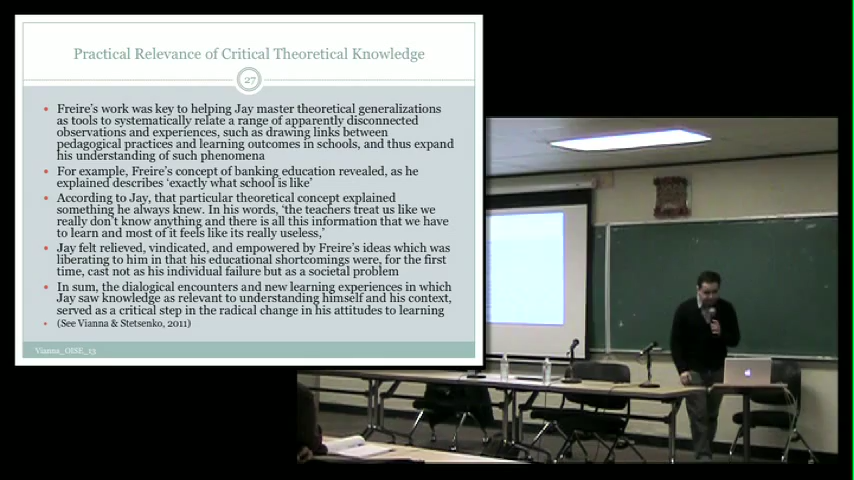 Practical Relevance of Critical Theoretical Knowledge
27
• Freire's work was key to helping Jay master theoretical generalizations
as tools to systematically relate a range of apparently disconnected
observations and experiences, such as drawing links between
pedagogical practices and learning outcomes in schools, and thus expand
his understanding of such phenomena
• For example, Freire's concept of banking education revealed, as he
explained describes 'exactly what school is like'
• According to Jay, that particular theoretical concept explained
something he always knew. In his words, 'the teachers treat us like we
really don't know anything and there is all this information that we have
to learn and most of it feels like its really useless,'
• Jay felt relieved, vindicated, and empowered by Freire's ideas which was
liberating to him in that his educational shortcomings were, for the first
time, cast not as his individual failure but as a societal problem
• In sum, the dialogical encounters and new learning experiences in which
Jay saw knowledge as relevant to understanding himself and his context,
served as a critical step in the radical change in his attitudes to learning
• (See Vianna & Stetsenko, 2011)
Vianna_OISE_13